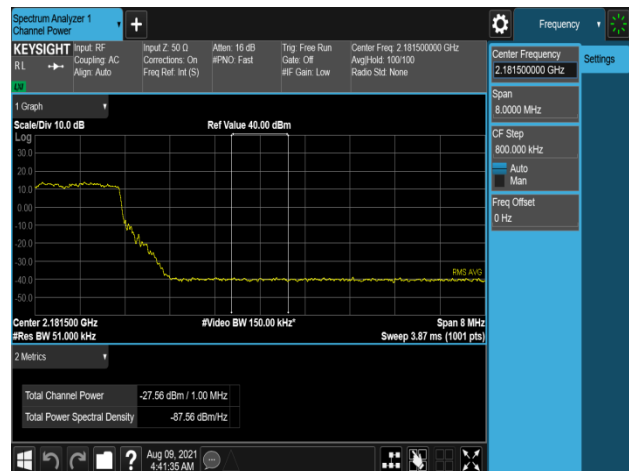 Spectrum Analyzer 1
Channel Power
Frequency
KEYSIGHT
RL
Input: RF
Coupling: AC
Align: Auto
Input Z: 50 Ω
Corrections: On
Freq Ref: Int (S)
Atten: 16 dB
#PNO: Fast
Trig: Free Run
Gate: Off
#IF Gain: Low
Center Freq: 2.181500000 GHz
Avg|Hold: 100/100
Radio Std: None
Center Frequency
2.181500000 GHz
Settings
Span
8.0000 MHz
CF Step
800.000 kHz
Auto
Man
Freq Offset
0 Hz
1 Graph
Scale/Div 10.0 dB
Ref Value 40.00 dBm
Log
30.0
20.0
10.0
0.00
-10.0
-20.0
-30.0
-40.0
-50.0
RMS AVG
Center 2.181500 GHz
#Video BW 150.00 kHz*
Span 8 MHz
#Res BW 51.000 kHz
Sweep 3.87 ms (1001 pts)
2 Metrics
Total Channel Power -27.56 dBm / 1.00 MHz
Total Power Spectral Density -87.56 dBm/Hz
?
Aug 09, 2021
4:41:35 AM